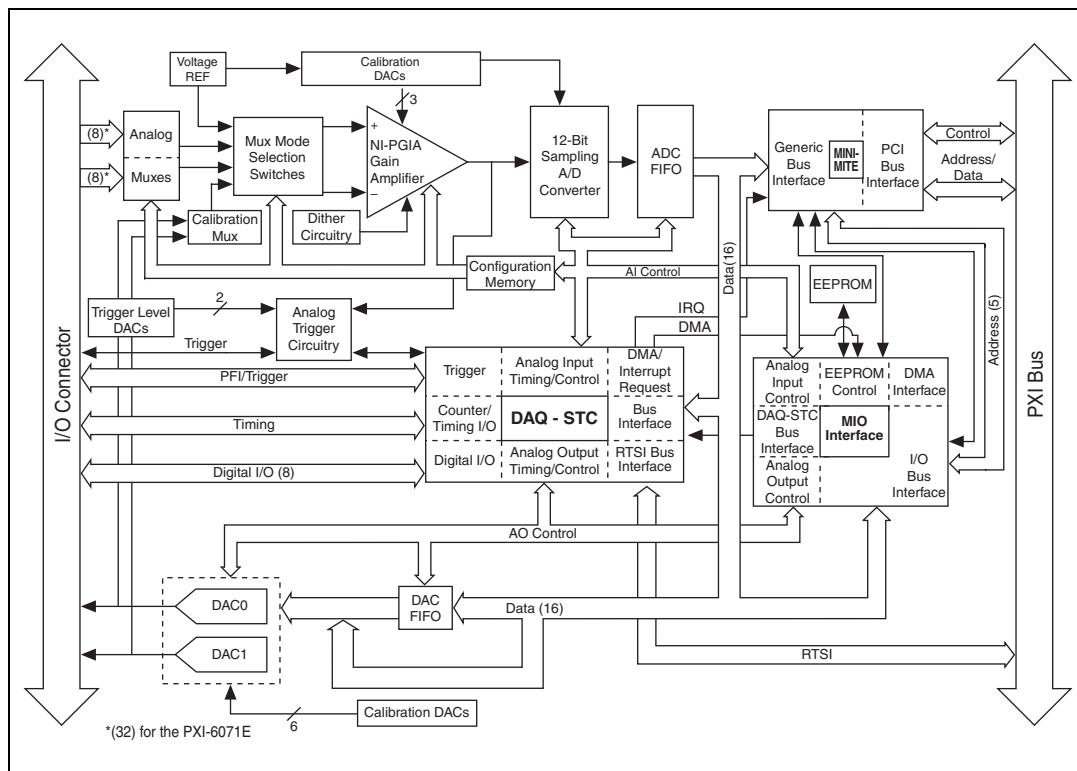 Voltage
REF
Calibration
DACs
3
(8)*
(8)*
Analog
Muxes
Mux Mode
Selection
Switches
+
NI-PGIA
Gain
Amplifier
–
12-Bit
Sampling
A/D
Converter
ADC
FIFO
Generic
Bus
Interface
MINI-
MITE
PCI
Bus
Interface
Control
Address/
Data
Calibration
Mux
Dither
Circuitry
Configuration
Memory
AI Control
Data(16)
EEPROM
Address (5)
Trigger Level
DACs
2
Analog
Trigger
Circuitry
IRQ
DMA
Trigger
PFI/Trigger
Timing
Digital I/O (8)
I/O Connector
PXI Bus
Trigger
Analog Input
Timing/Control
DMA/
Interrupt
Request
Counter/
Timing I/O
DAQ - STC
Bus
Interface
Digital I/O
Analog Output
Timing/Control
RTSI Bus
Interface
Analog
Input
Control
EEPROM
Control
DMA
Interface
DAQ-STC
Bus
Interface
MIO
Interface
Analog
Output
Control
I/O
Bus
Interface
AO Control
DAC0
DAC1
DAC
FIFO
Data (16)
RTSI
6
Calibration DACs
*(32) for the PXI-6071E